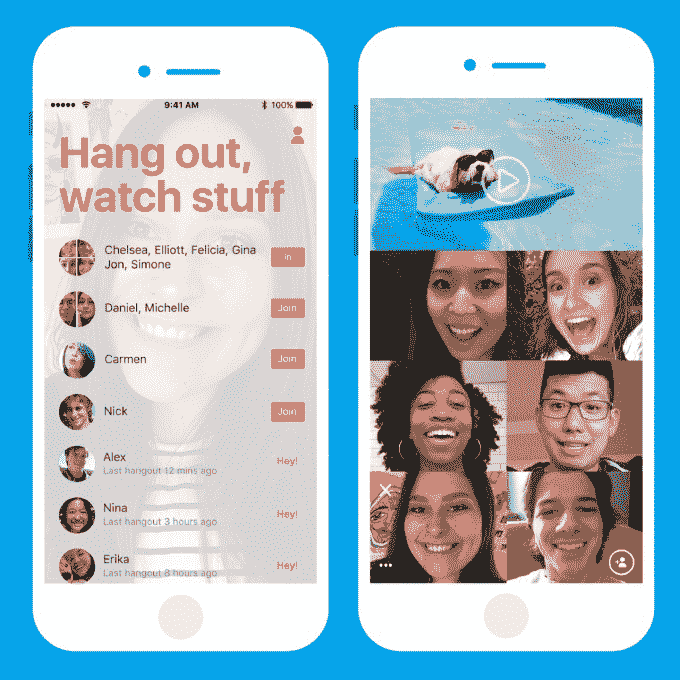 9:41 AM
100%
Hang out,
watch stuff
Chelsea, Elliott, Felicia, Gina
Jon, Simone
In
Daniel, Michelle
Join
Carmen
Join
Nick
Join
Alex
Last hangout 12 mins ago
Hey!
Nina
Last hangout 3 hours ago
Hey!
Erika
Last hangout 8 hours ago
Hey!